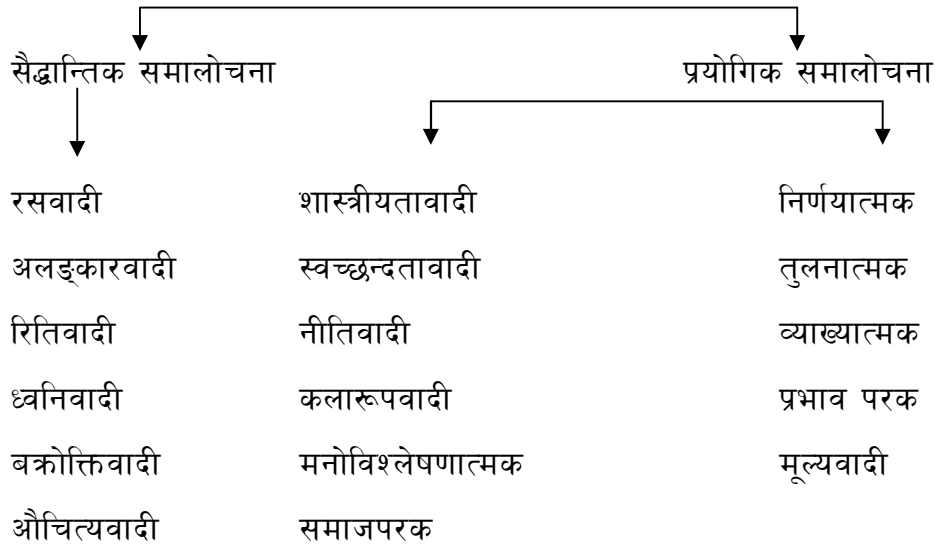 सैद्धान्तिक समालोचना प्रयोगिक समालोचना
रसवादी शास्त्रीयतावादी निर्णयात्मक
अलङ्कारवादी स्वच्छन्दतावादी तुलनात्मक
रितिवादी नीतिवादी व्याख्यात्मक
ध्वनिवादी कलारूपवादी प्रभाव परक
बक्रोक्तिवादी मनोविश्लेषणात्मक मूल्यवादी
औचित्यवादी समाजपरक